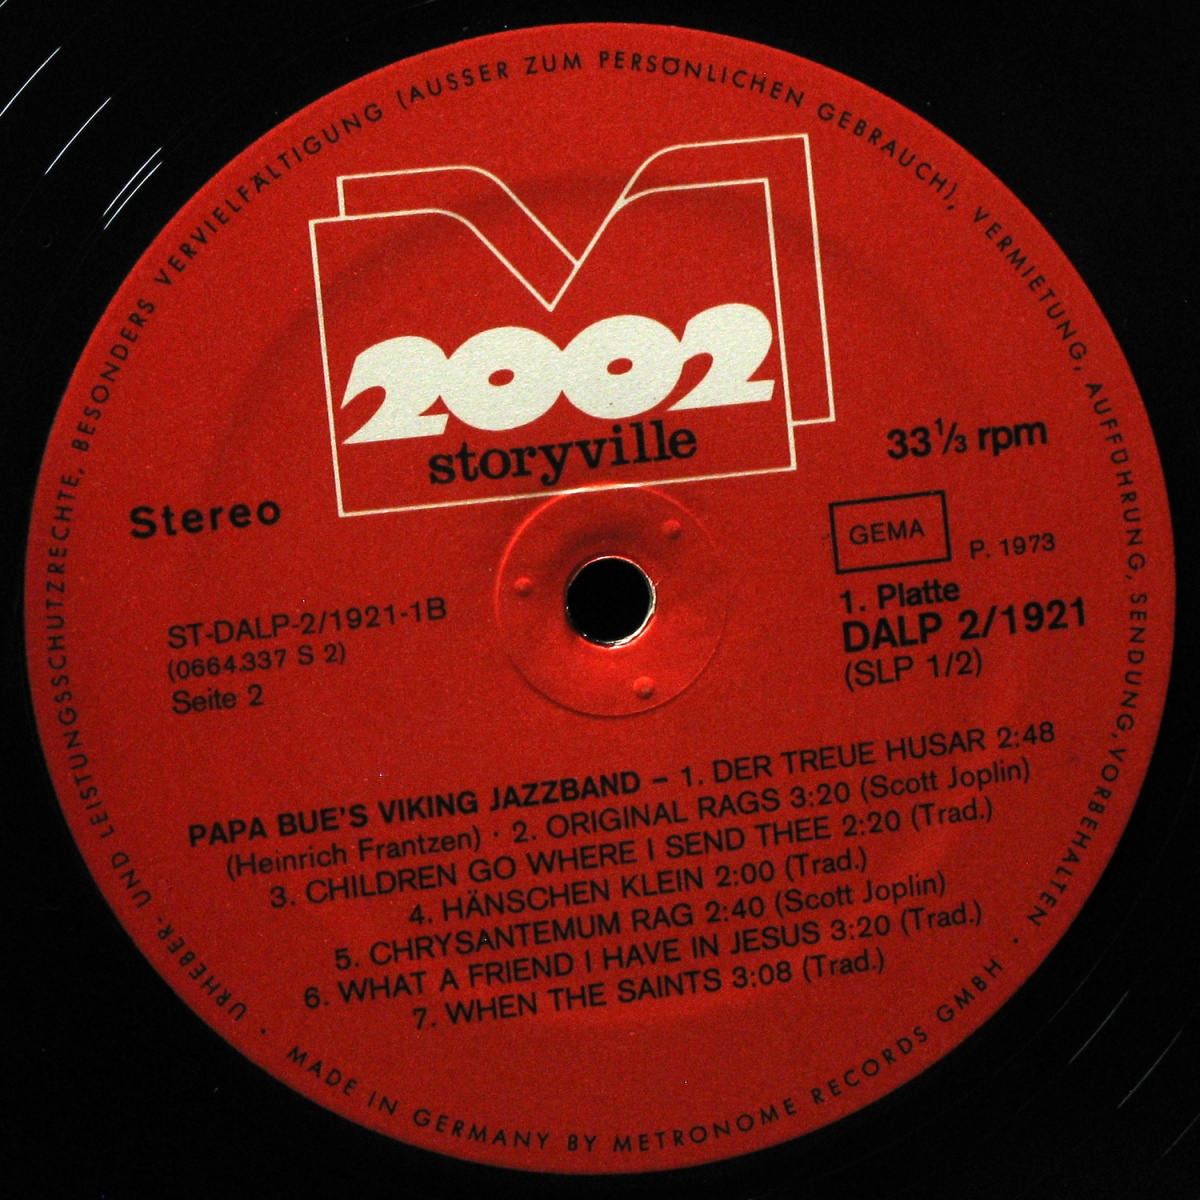 URHEBER- UND LEISTUNGSSCHUTZRECHTE, BESONDERS VERVIELFÄLTIGUNG (AUSSER ZUM PERSÖNLICHEN GEBRAUCH), VERMIETUNG, AUFFÜHRUNG, SENDUNG, VORBEHALTEN ·
2002
storyville
Stereo
33 1/3 rpm
GEMA
P. 1973
ST-DALP-2/1921-1B
(0664.337 S 2)
Seite 2
1. Platte
DALP 2/1921
(SLP 1/2)
PAPA BUE'S VIKING JAZZBAND – 1. DER TREUE HUSAR 2:48
(Heinrich Frantzen) · 2. ORIGINAL RAGS 3:20 (Scott Joplin)
3. CHILDREN GO WHERE I SEND THEE 2:20 (Trad.)
4. HÄNSCHEN KLEIN 2:00 (Trad.)
5. CHRYSANTEMUM RAG 2:40 (Scott Joplin)
6. WHAT A FRIEND I HAVE IN JESUS 3:20 (Trad.)
7. WHEN THE SAINTS 3:08 (Trad.)
· MADE IN GERMANY BY METRONOME RECORDS GMBH